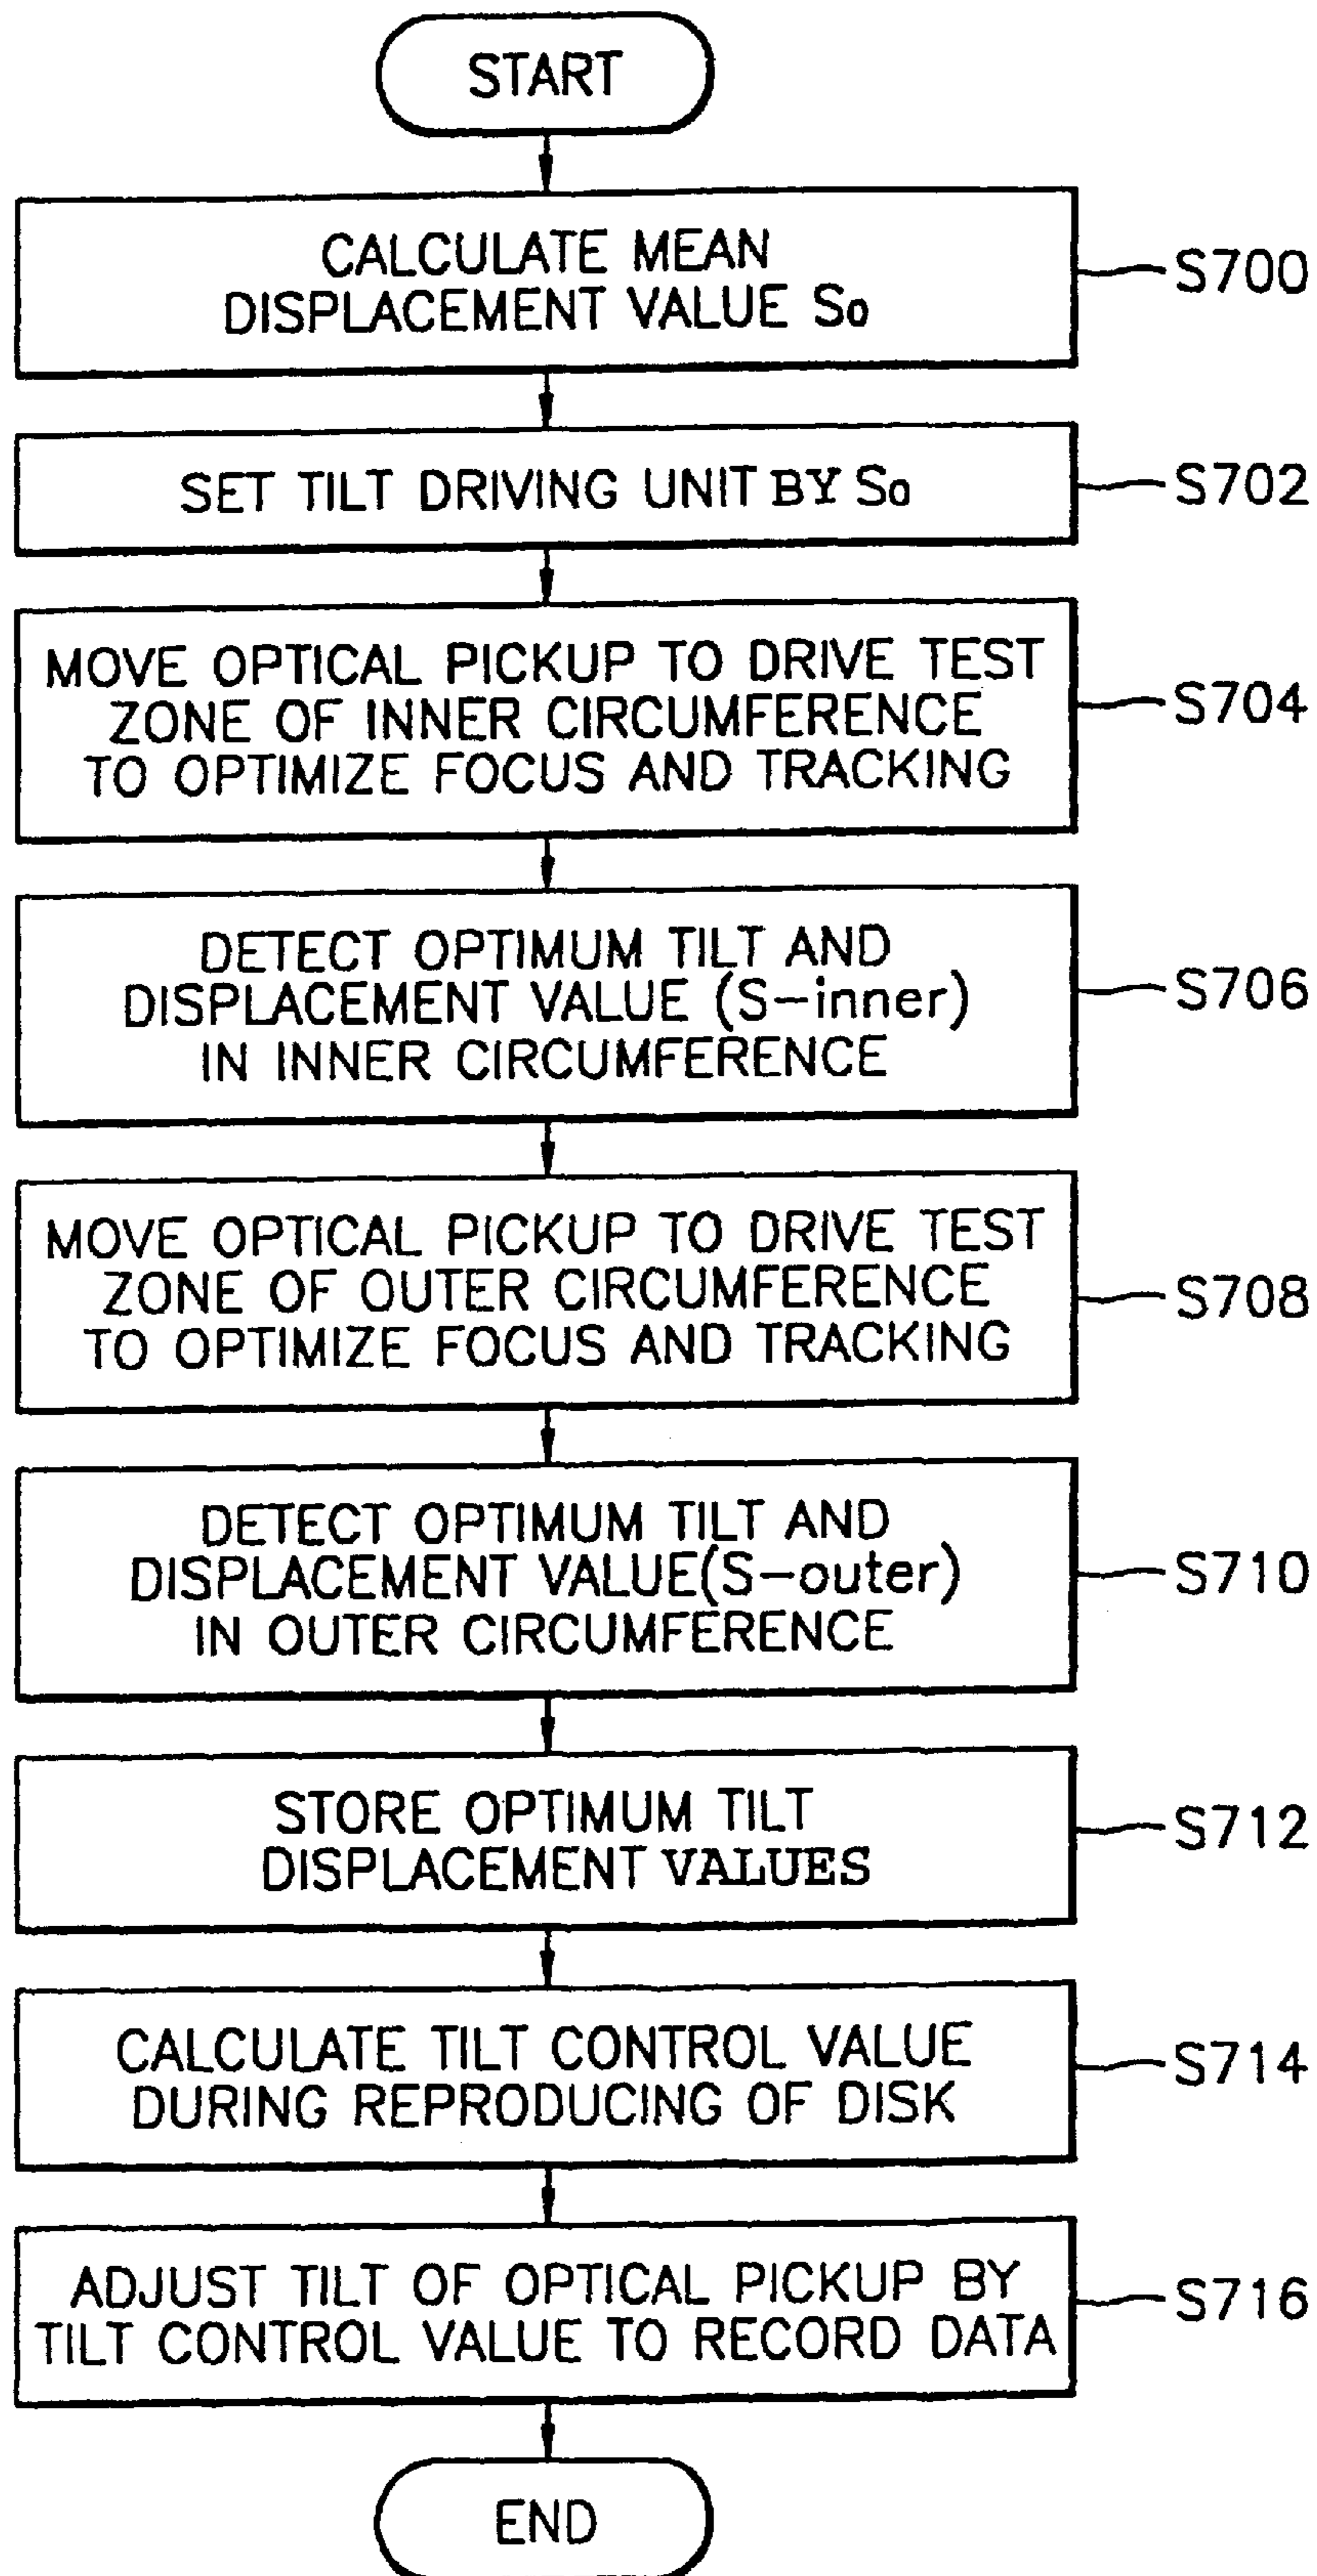 START
CALCULATE MEAN
DISPLACEMENT VALUE So
S700
SET TILT DRIVING UNIT BY So
S702
MOVE OPTICAL PICKUP TO DRIVE TEST
ZONE OF INNER CIRCUMFERENCE
TO OPTIMIZE FOCUS AND TRACKING
S704
DETECT OPTIMUM TILT AND
DISPLACEMENT VALUE (S-inner)
IN INNER CIRCUMFERENCE
S706
MOVE OPTICAL PICKUP TO DRIVE TEST
ZONE OF OUTER CIRCUMFERENCE
TO OPTIMIZE FOCUS AND TRACKING
S708
DETECT OPTIMUM TILT AND
DISPLACEMENT VALUE(S-outer)
IN OUTER CIRCUMFERENCE
S710
STORE OPTIMUM TILT
DISPLACEMENT VALUES
S712
CALCULATE TILT CONTROL VALUE
DURING REPRODUCING OF DISK
S714
ADJUST TILT OF OPTICAL PICKUP BY
TILT CONTROL VALUE TO RECORD DATA
S716
END